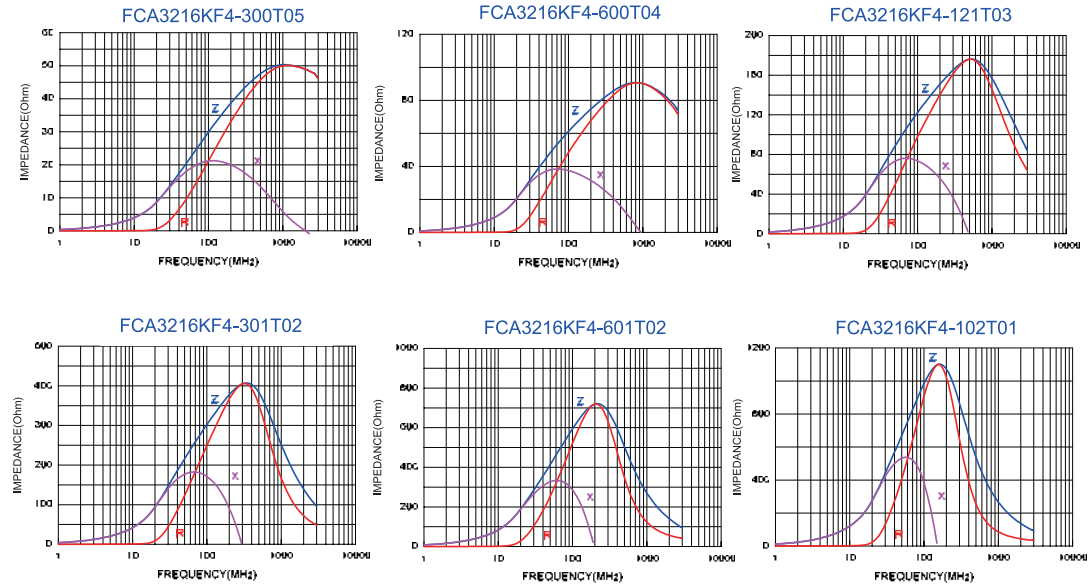 FCA3216KF4-300T05
60
50
40
30
20
10
0
IMPEDANCE(Ohm)
Z
X
R
1 10 100 1000 10000
FREQUENCY(MHz)
FCA3216KF4-600T04
120
80
40
0
IMPEDANCE(Ohm)
Z
X
R
1 10 100 1000 10000
FREQUENCY(MHz)
FCA3216KF4-121T03
200
160
120
80
40
0
IMPEDANCE(Ohm)
Z
X
R
1 10 100 1000 10000
FREQUENCY(MHz)
FCA3216KF4-301T02
500
400
300
200
100
0
IMPEDANCE(Ohm)
Z
X
R
1 10 100 1000 10000
FREQUENCY(MHz)
FCA3216KF4-601T02
1000
800
600
400
200
0
IMPEDANCE(Ohm)
Z
X
R
1 10 100 1000 10000
FREQUENCY(MHz)
FCA3216KF4-102T01
1200
800
400
0
IMPEDANCE(Ohm)
Z
X
R
1 10 100 1000 10000
FREQUENCY(MHz)